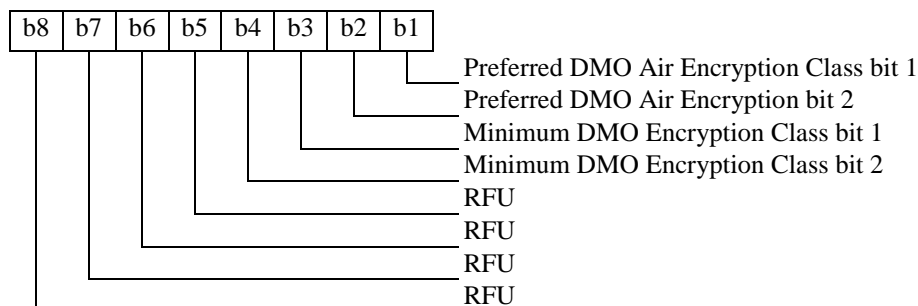 b8 b7 b6 b5 b4 b3 b2 b1
Preferred DMO Air Encryption Class bit 1
Preferred DMO Air Encryption bit 2
Minimum DMO Encryption Class bit 1
Minimum DMO Encryption Class bit 2
RFU
RFU
RFU
RFU